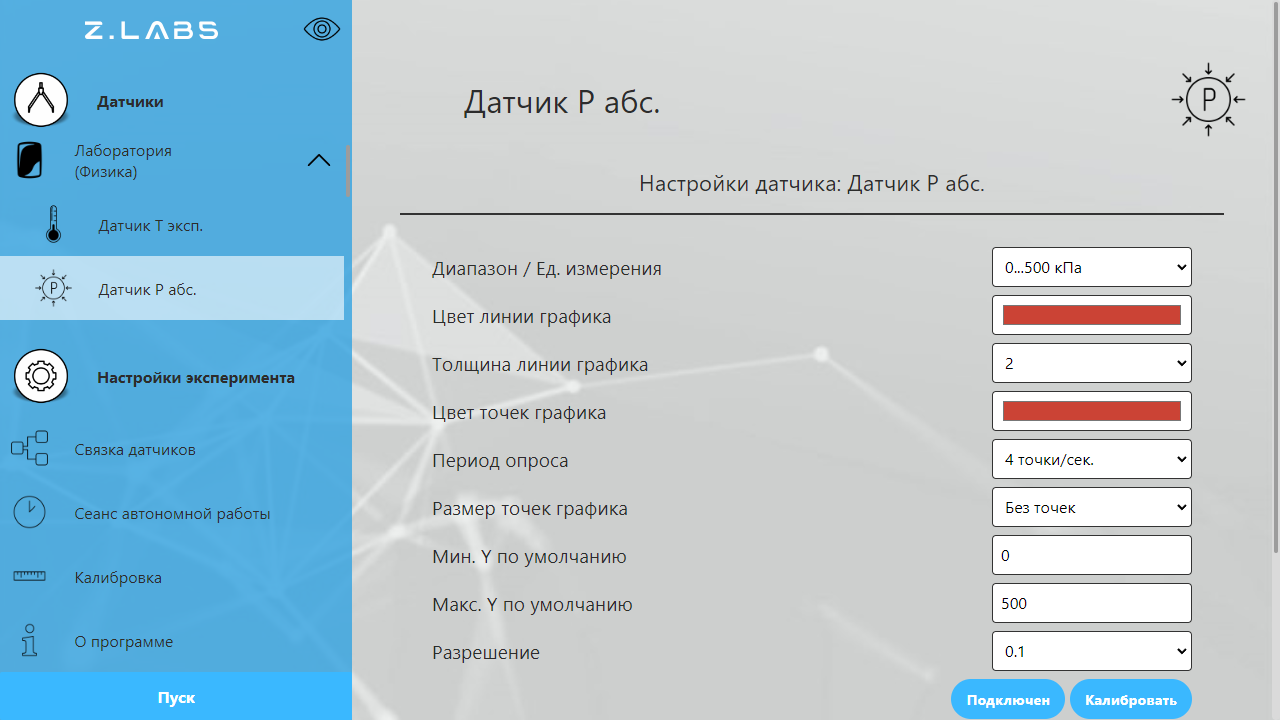 Z.LABS
Датчики
Лаборатория
(Физика)
Датчик T эксп.
P
Датчик P абс.
Настройки эксперимента
Связка датчиков
Сеанс автономной работы
Калибровка
О программе
Пуск
Датчик P абс.
P
Настройки датчика: Датчик P абс.
Диапазон / Ед. измерения
0...500 кПа
Цвет линии графика
Толщина линии графика
2
Цвет точек графика
Период опроса
4 точки/сек.
Размер точек графика
Без точек
Мин. Y по умолчанию
0
Макс. Y по умолчанию
500
Разрешение
0.1
Подключен
Калибровать